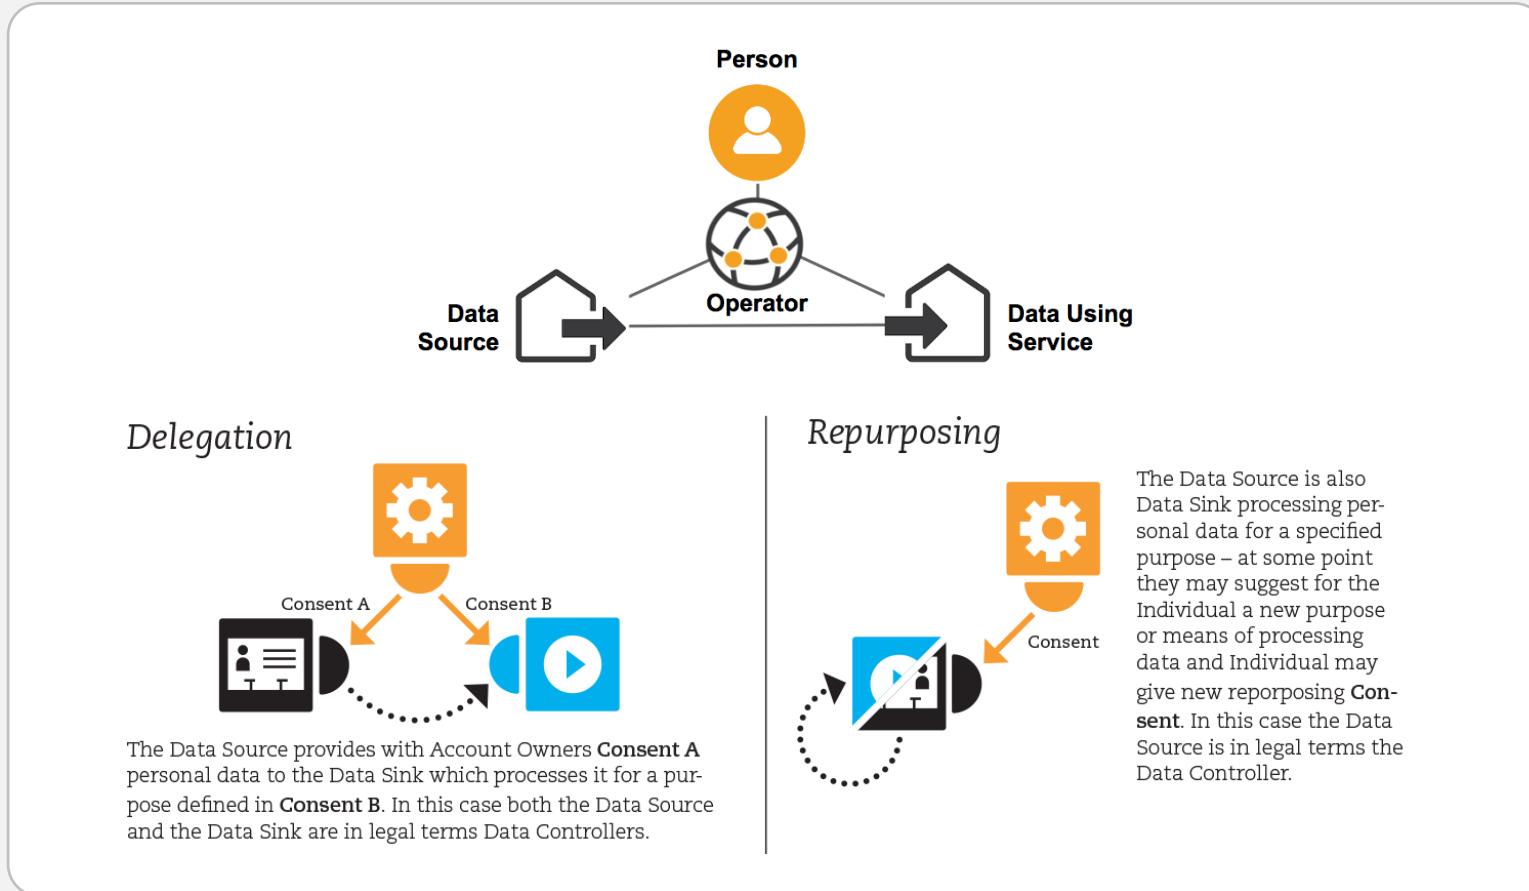 Person
Operator
Data
Source
Data Using
Service
Delegation
Consent A
Consent B
The Data Source provides with Account Owners Consent A
personal data to the Data Sink which processes it for a pur-
pose defined in Consent B. In this case both the Data Source
and the Data Sink are in legal terms Data Controllers.
Repurposing
Consent
The Data Source is also
Data Sink processing per-
sonal data for a specified
purpose – at some point
they may suggest for the
Individual a new purpose
or means of processing
data and Individual may
give new reporposing Con-
sent. In this case the Data
Source is in legal terms the
Data Controller.